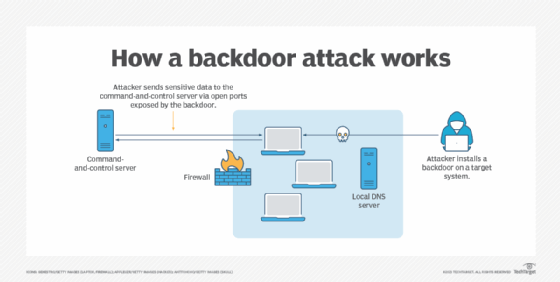 How a backdoor attack works
Attacker sends sensitive data to the
command-and-control server via open ports
exposed by the backdoor.
Command-
and-control server
Firewall
Local DNS
server
Attacker installs a
backdoor on a target
system.
TechTarget